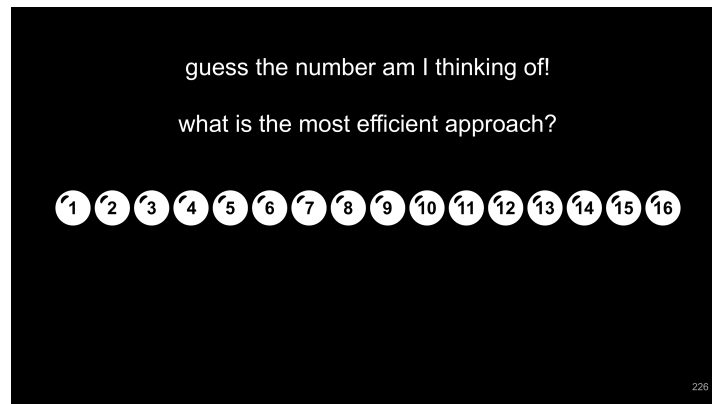 guess the number am I thinking of!
what is the most efficient approach?
1 2 3 4 5 6 7 8 9 10 11 12 13 14 15 16
226